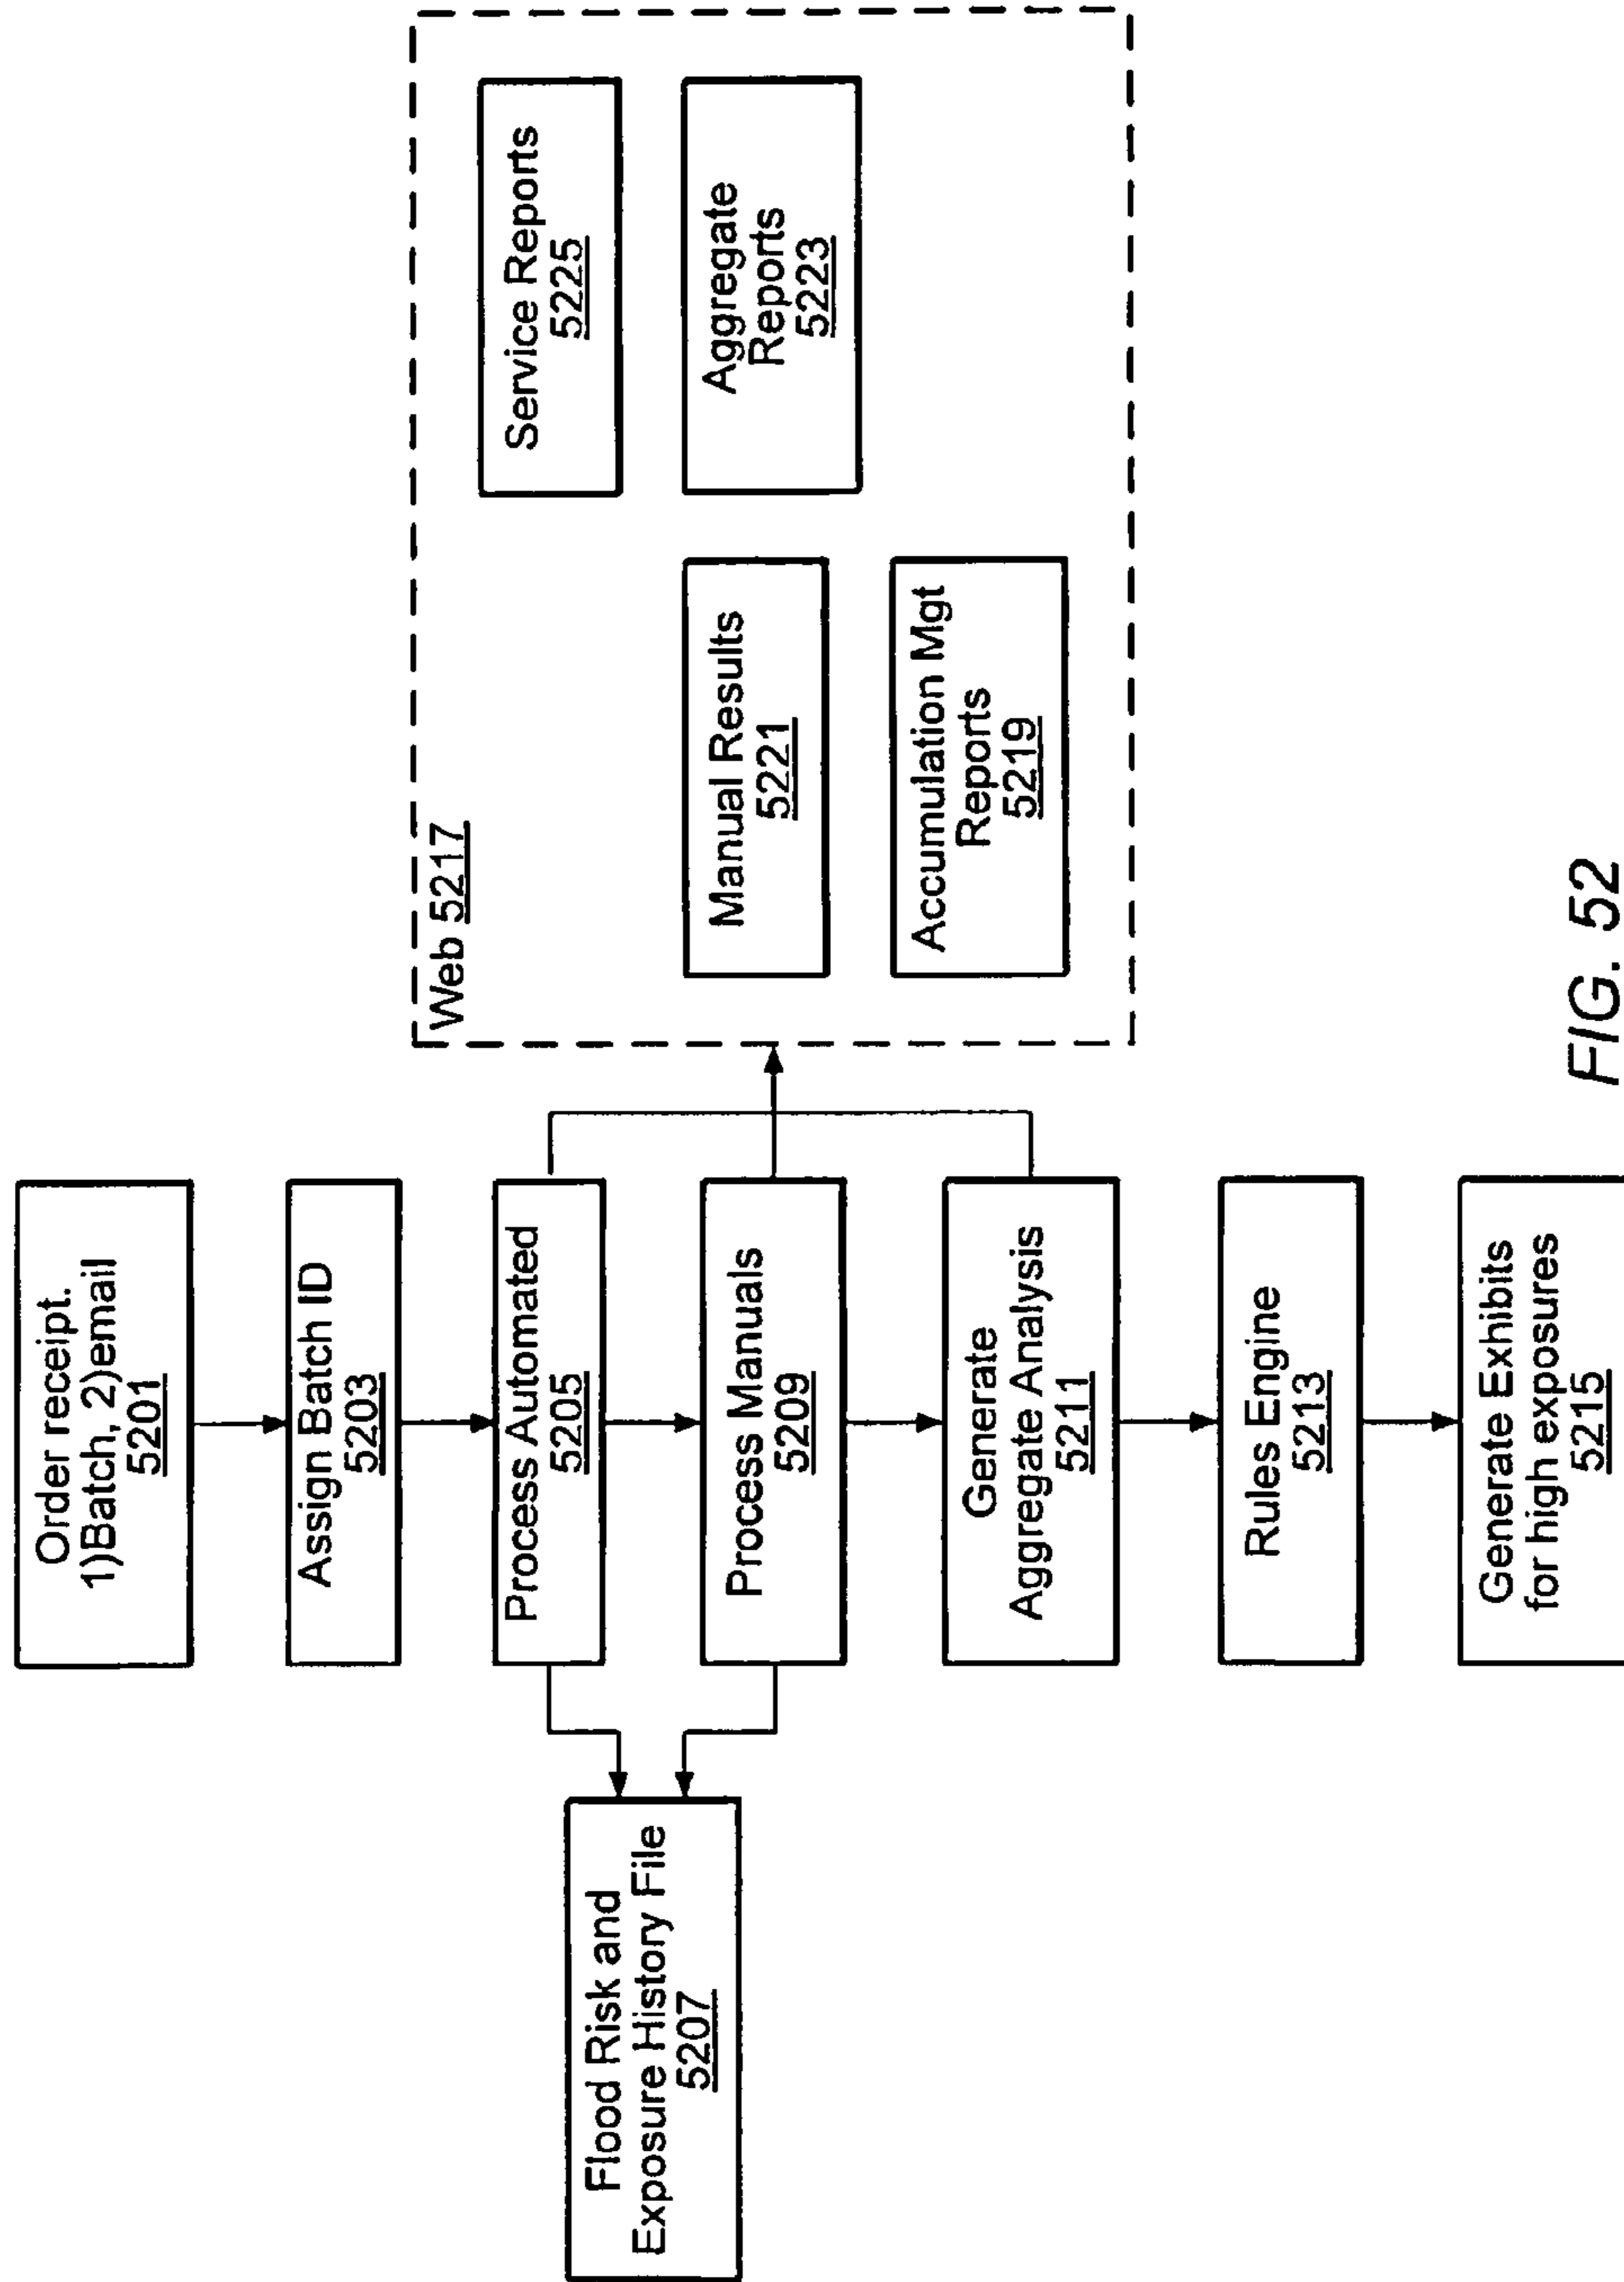 Order receipt.
1)Batch, 2)email
5201
Assign Batch ID
5203
Process Automated
5205
Flood Risk and
Exposure History File
5207
Process Manuals
5209
Generate
Aggregate Analysis
5211
Rules Engine
5213
Generate Exhibits
for high exposures
5215
Web 5217
Service Reports
5225
Manual Results
5221
Aggregate
Reports
5223
Accumulation Mgt
Reports
5219
FIG. 52